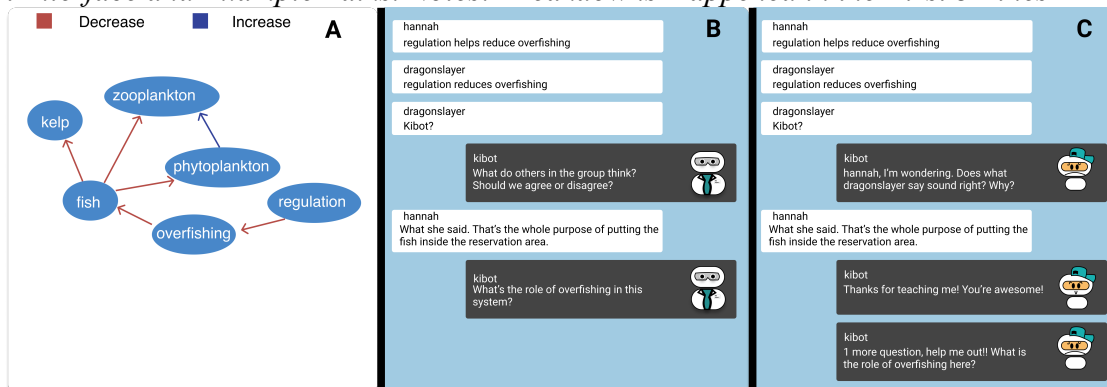 Decrease
Increase
A
zooplankton
kelp
phytoplankton
fish
regulation
overfishing
B
hannah
regulation helps reduce overfishing
dragonslayer
regulation reduces overfishing
dragonslayer
Kibot?
kibot
What do others in the group think?
Should we agree or disagree?
hannah
What she said. That's the whole purpose of putting the
fish inside the reservation area.
kibot
What's the role of overfishing in this
system?
C
hannah
regulation helps reduce overfishing
dragonslayer
regulation reduces overfishing
dragonslayer
Kibot?
kibot
hannah, I'm wondering. Does what
dragonslayer say sound right? Why?
hannah
What she said. That's the whole purpose of putting the
fish inside the reservation area.
kibot
Thanks for teaching me! You're awesome!
kibot
1 more question, help me out!! What is
the role of overfishing here?